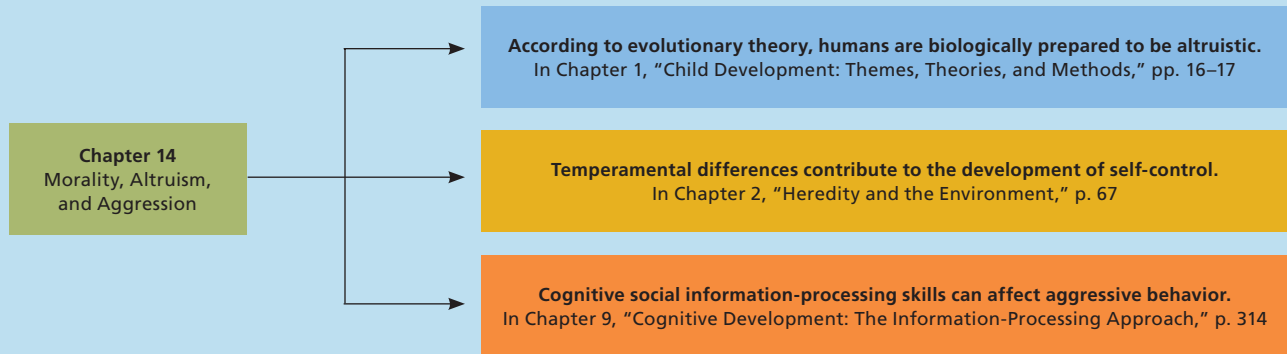 Chapter 14
Morality, Altruism,
and Aggression
According to evolutionary theory, humans are biologically prepared to be altruistic.
In Chapter 1, “Child Development: Themes, Theories, and Methods,” pp. 16–17
Temperamental differences contribute to the development of self-control.
In Chapter 2, “Heredity and the Environment,” p. 67
Cognitive social information-processing skills can affect aggressive behavior.
In Chapter 9, “Cognitive Development: The Information-Processing Approach,” p. 314